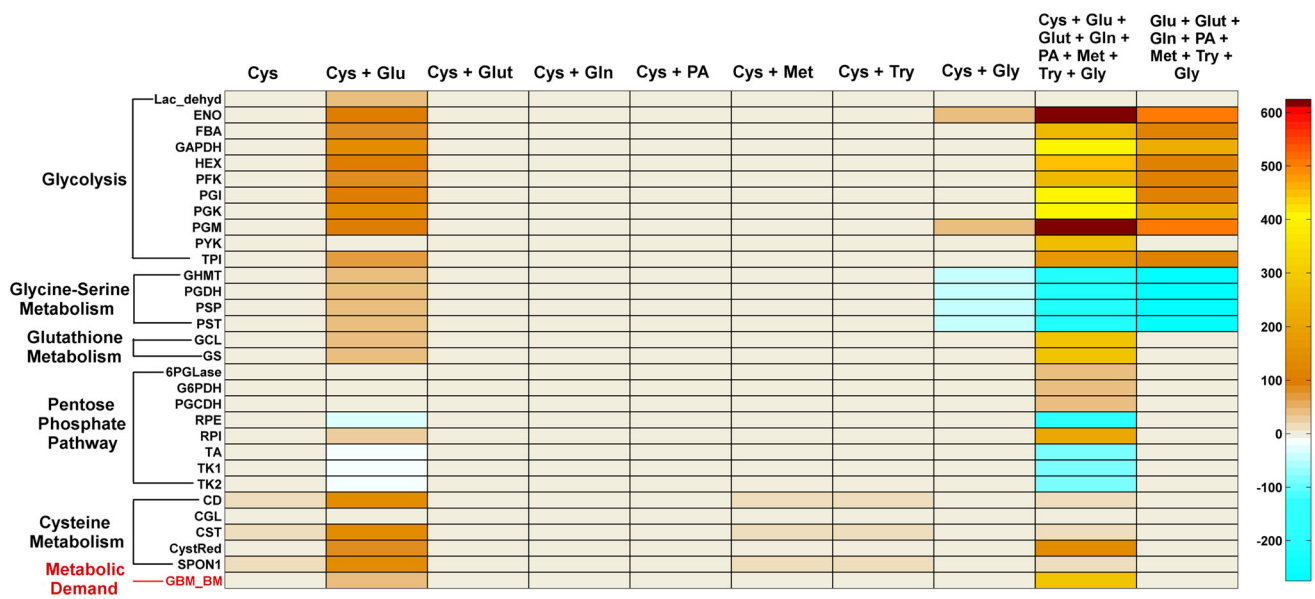 Cys
Cys + Glu
Cys + Glut
Cys + Gln
Cys + PA
Cys + Met
Cys + Try
Cys + Gly
Cys + Glu +
Glut + Gln +
PA + Met +
Try + Gly
Glu + Glut +
Gln + PA +
Met + Try +
Gly
Glycolysis
Lac_dehyd
ENO
FBA
GAPDH
HEX
PFK
PGI
PGK
PGM
PYK
TPI
Glycine-Serine
Metabolism
GHMT
PGDH
PSP
PST
Glutathione
Metabolism
GCL
GS
Pentose
Phosphate
Pathway
6PGLase
G6PDH
PGCDH
RPE
RPI
TA
TK1
TK2
Cysteine
Metabolism
CD
CGL
CST
CystRed
SPON1
Metabolic
Demand
GBM_BM
600
500
400
300
200
100
0
-100
-200